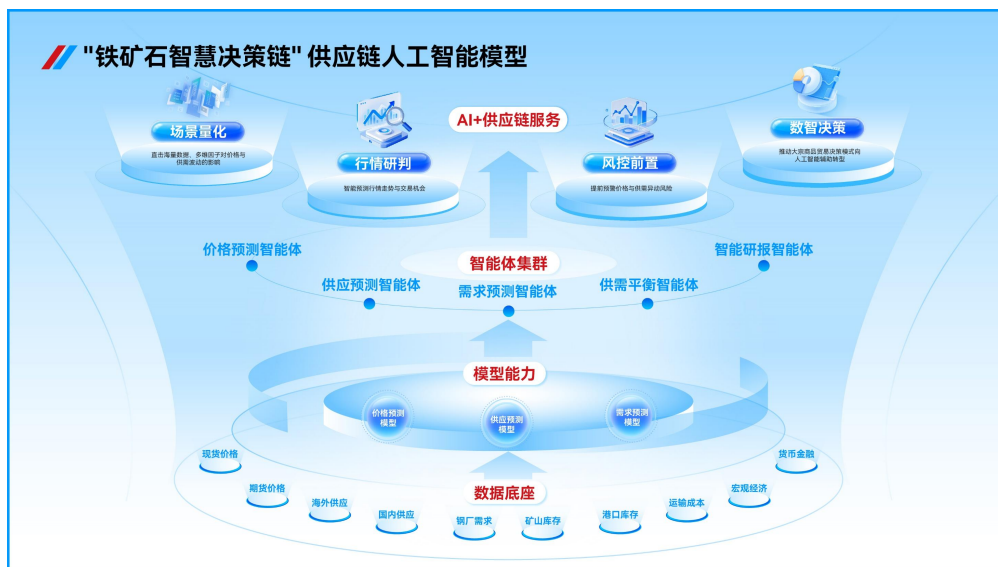 "铁矿石智慧决策链" 供应链人工智能模型
场景量化
直击海量数据、多维因子对价格与
供需波动的影响
行情研判
智能预测行情走势与交易机会
AI+供应链服务
风控前置
提前预警价格与供需异动风险
数智决策
推动大宗商品贸易决策模式向
人工智能辅助转型
价格预测智能体
供应预测智能体
智能体集群
需求预测智能体
供需平衡智能体
智能研报智能体
模型能力
价格预测
模型
供应预测
模型
需求预测
模型
数据底座
现货价格
期货价格
海外供应
国内供应
钢厂需求
矿山库存
港口库存
运输成本
宏观经济
货币金融